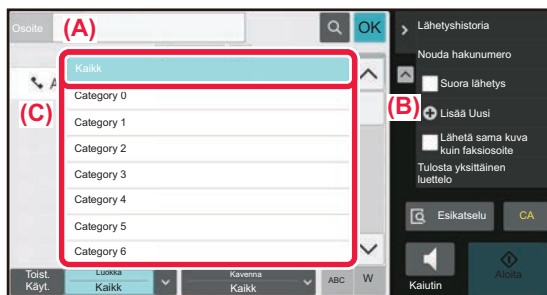 Osoite
(A)
OK
Kaikk
A
(C)
Category 0
Category 1
Category 2
Category 3
Category 4
Category 5
Category 6
Toist.
Käyt.
Luokka
Kaikk
Kavenna
Kaikk
ABC
W
Lähetyshistoria
Nouda hakunumero
Suora lähetys
(B)
Lisää Uusi
Lähetä sama kuva
kuin faksiosoite
Tulosta yksittäinen
luettelo
Esikatselu
CA
Kaiutin
Aloita